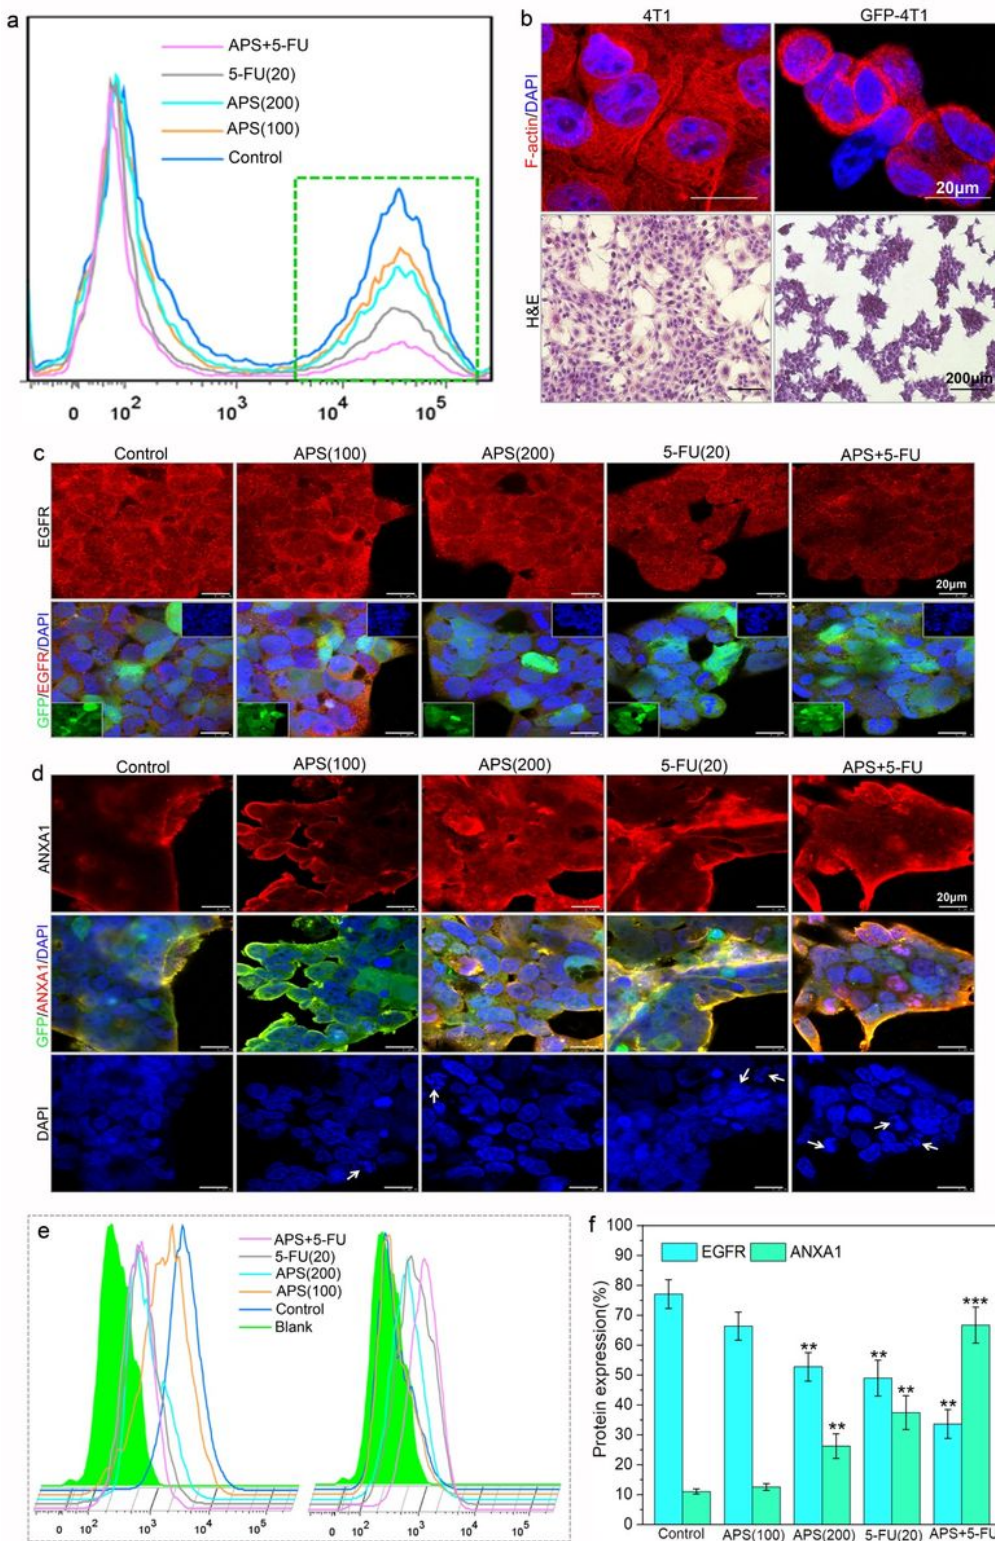 a
APS+5-FU
5-FU(20)
APS(200)
APS(100)
Control
0 10² 10³ 10⁴ 10⁵
b
4T1 GFP-4T1
F-actin/DAPI
20μm
H&E
200μm
c
Control APS(100) APS(200) 5-FU(20) APS+5-FU
EGFR
20μm
GFP/EGFR/DAPI
d
Control APS(100) APS(200) 5-FU(20) APS+5-FU
ANXA1
20μm
GFP/ANXA1/DAPI
DAPI
e
APS+5-FU
5-FU(20)
APS(200)
APS(100)
Control
Blank
0 10² 10³ 10⁴ 10⁵
0 10² 10³ 10⁴ 10⁵
f
Protein expression(%)
100
90
80
70
60
50
40
30
20
10
0
EGFR ANXA1
** ** ** ** ** ***
Control APS(100) APS(200) 5-FU(20) APS+5-FU